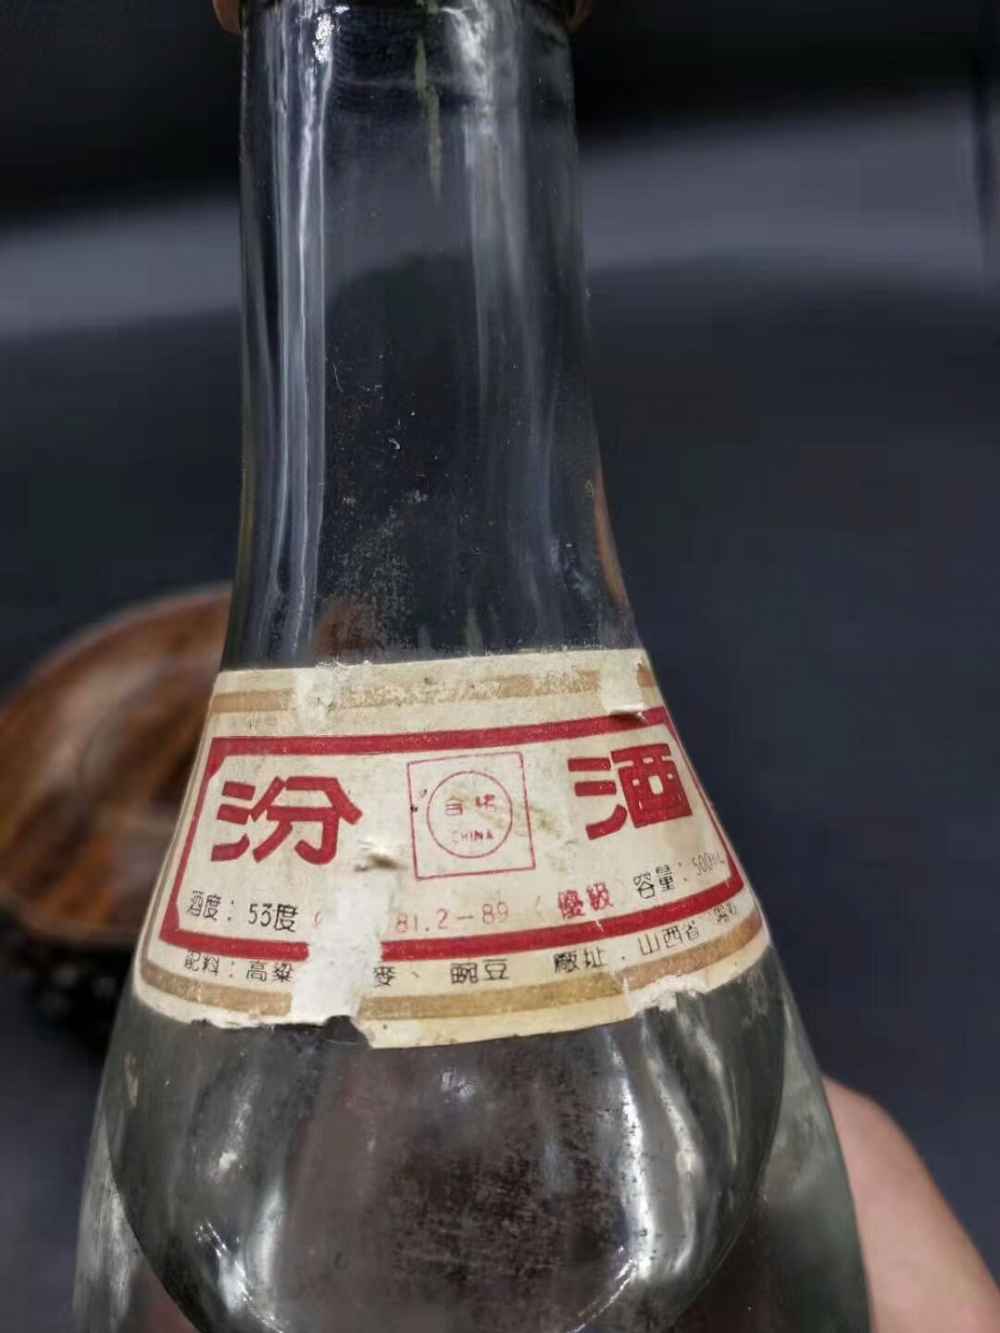 汾 酒
CHINA
酒度：53度 81.2-89 （優級 容量：500mL
配料：高粱 麥、豌豆 廠址：山西省